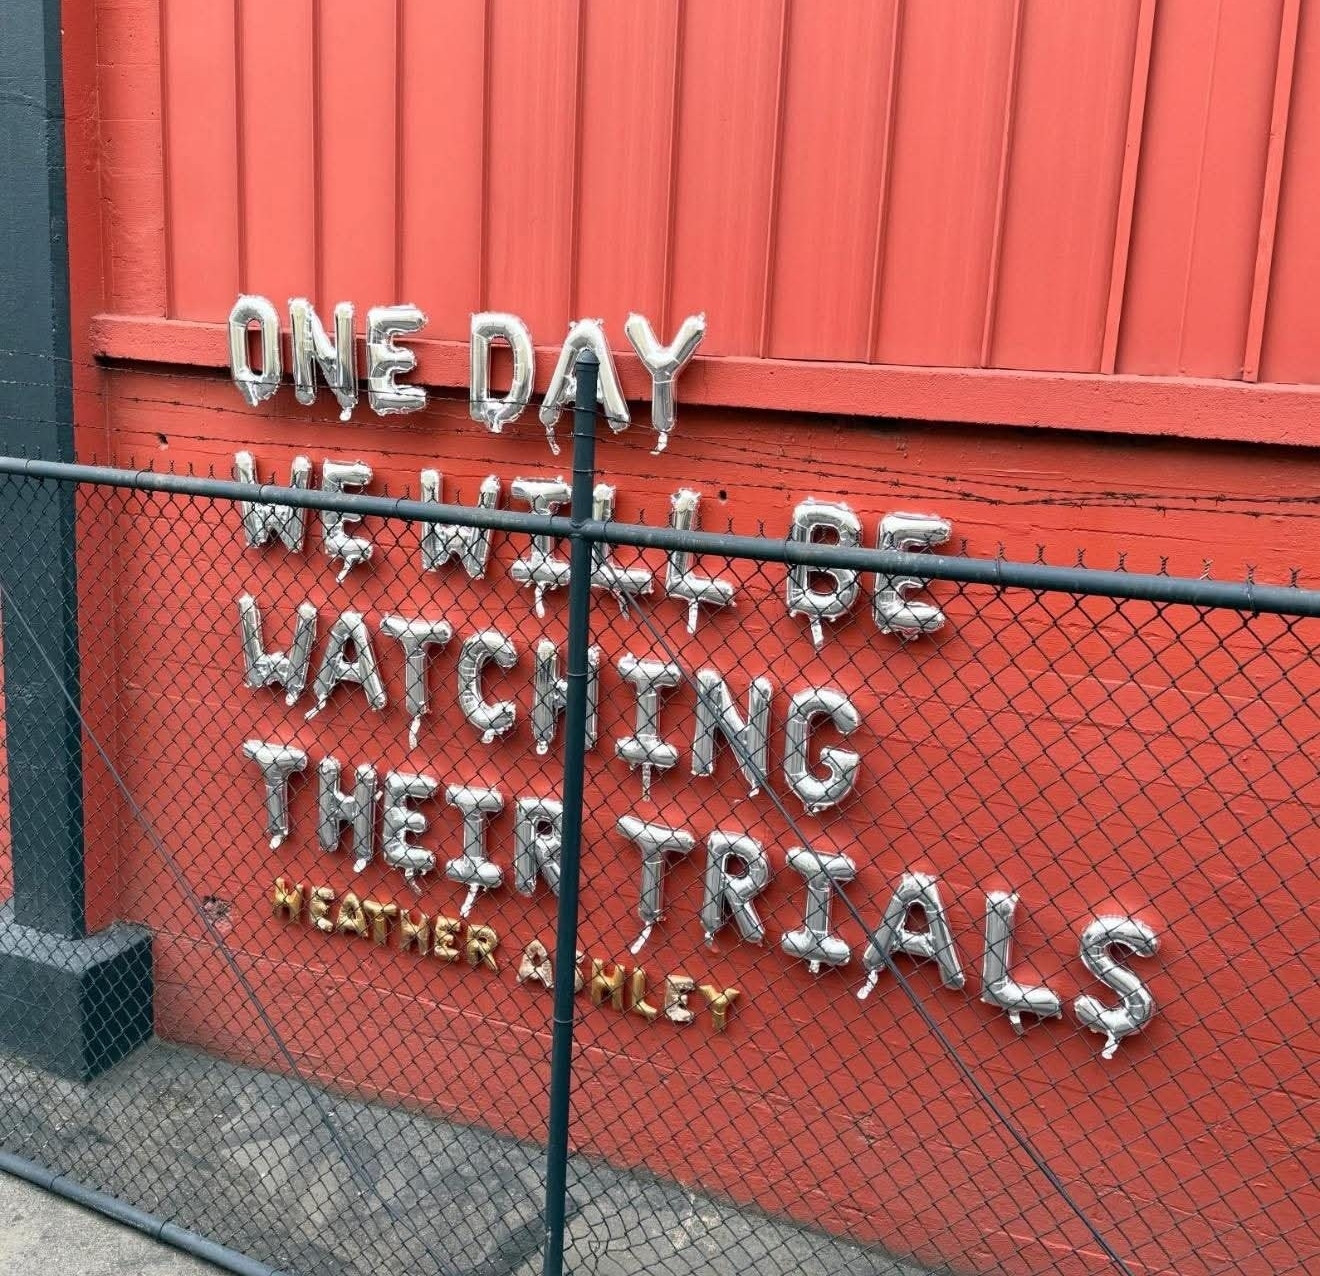 ONE DAY
WE WILL BE
WATCHING
THEIR TRIALS
HEATHER ASHLEY